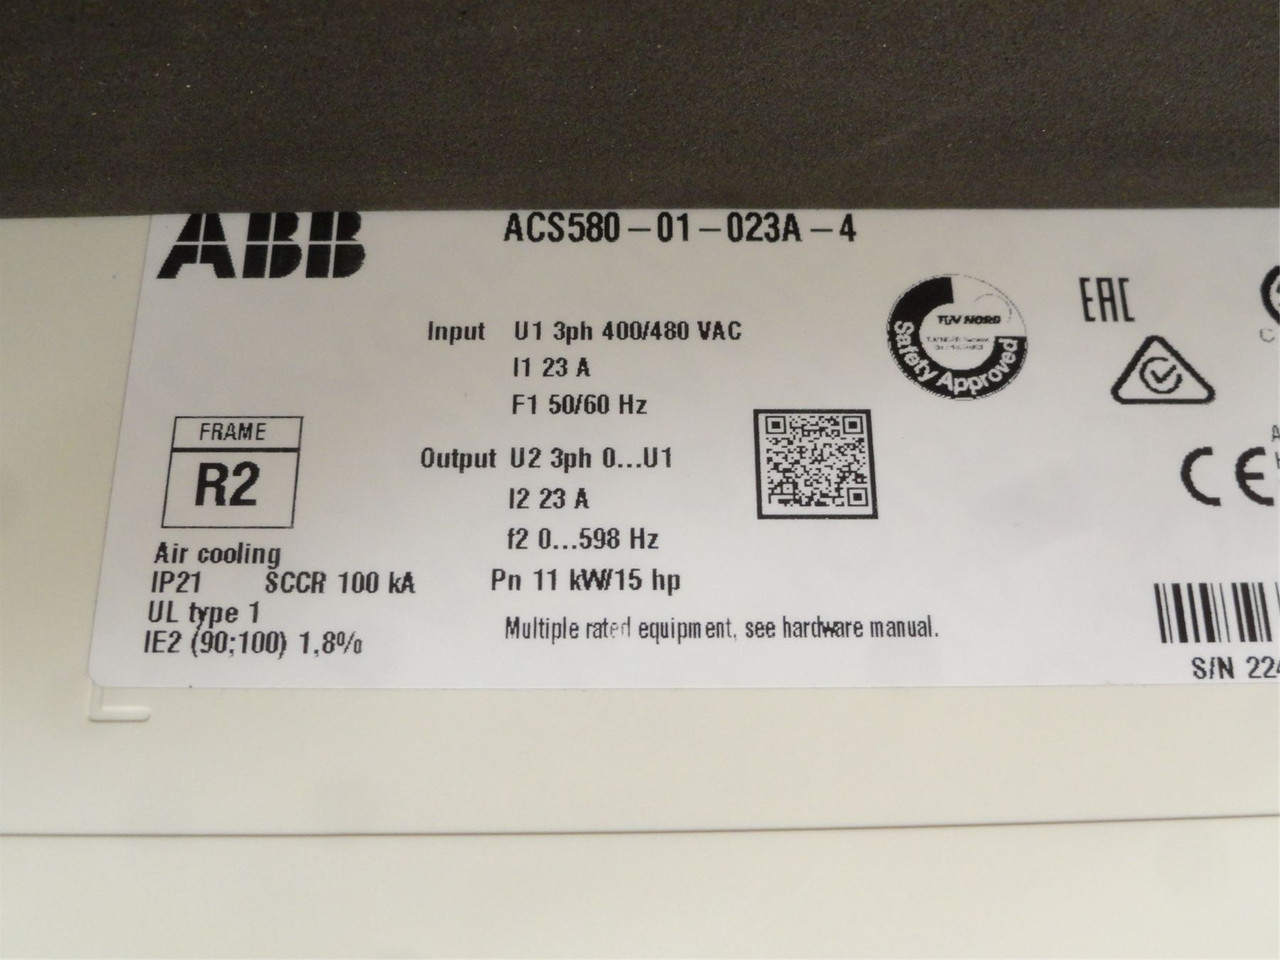 ABB
ACS580-01-023A-4
Input U1 3ph 400/480 VAC
I1 23 A
F1 50/60 Hz
Output U2 3ph 0...U1
I2 23 A
f2 0...598 Hz
Pn 11 kW/15 hp
Multiple rated equipment, see hardware manual.
FRAME
R2
Air cooling
IP21 SCCR 100 kA
UL type 1
IE2 (90;100) 1,8%
TÜV NORD
Safety Approved
EAC
CE
S/N 224